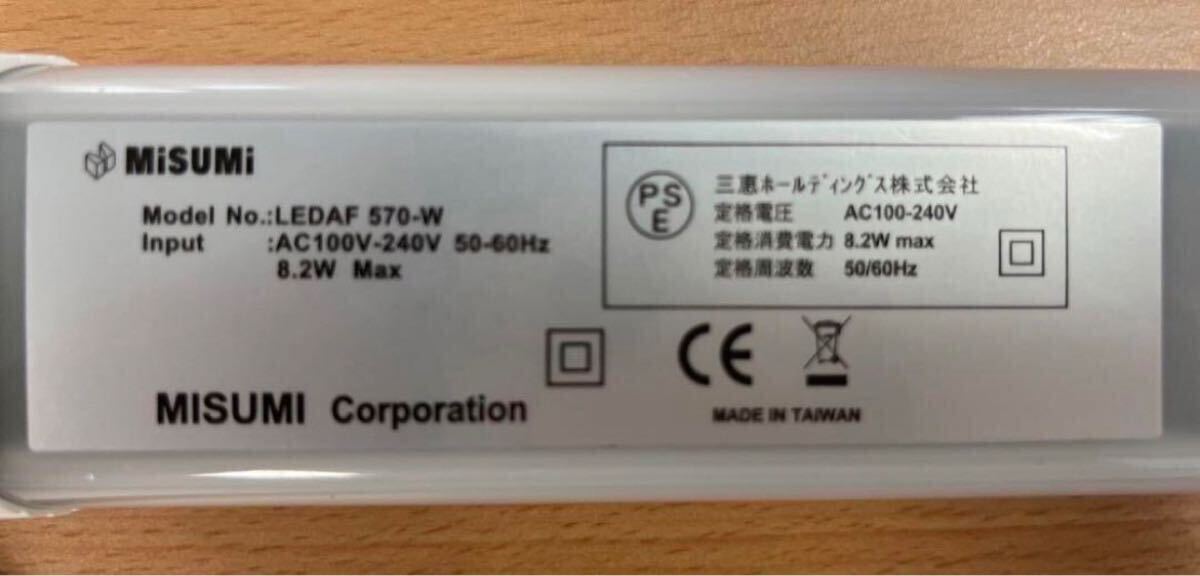 MiSUMi
Model No.:LEDAF 570-W
Input :AC100V-240V 50-60Hz
8.2W Max
PS
E
三惠ホールディングス株式会社
定格電圧 AC100-240V
定格消費電力 8.2W max
定格周波数 50/60Hz
CE
MISUMI Corporation
MADE IN TAIWAN